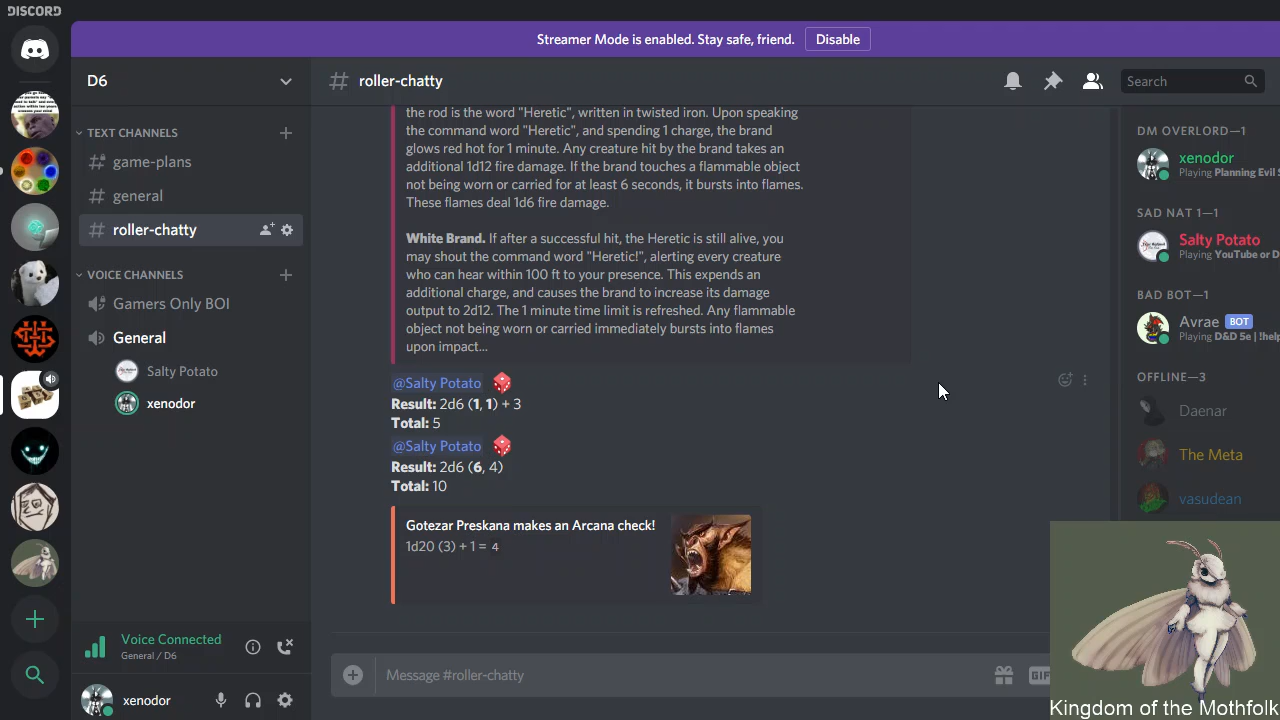 DISCORD
Streamer Mode is enabled. Stay safe, friend. Disable
D6
# roller-chatty
Search
TEXT CHANNELS
game-plans
general
roller-chatty
VOICE CHANNELS
Gamers Only BOI
General
Salty Potato
xenodor
Voice Connected
General / D6
xenodor
the rod is the word "Heretic", written in twisted iron. Upon speaking
the command word "Heretic", and spending 1 charge, the brand
glows red hot for 1 minute. Any creature hit by the brand takes an
additional 1d12 fire damage. If the brand touches a flammable object
not being worn or carried for at least 6 seconds, it bursts into flames.
These flames deal 1d6 fire damage.
White Brand. If after a successful hit, the Heretic is still alive, you
may shout the command word "Heretic!", alerting every creature
who can hear within 100 ft to your presence. This expends an
additional charge, and causes the brand to increase its damage
output to 2d12. The 1 minute time limit is refreshed. Any flammable
object not being worn or carried immediately bursts into flames
upon impact...
@Salty Potato
Result: 2d6 (1, 1) + 3
Total: 5
@Salty Potato
Result: 2d6 (6, 4)
Total: 10
Gotezar Preskana makes an Arcana check!
1d20 (3) + 1 = 4
Message #roller-chatty
GIF
DM OVERLORD—1
xenodor
Playing Planning Evil S
SAD NAT 1—1
Salty Potato
Playing YouTube or D
BAD BOT—1
Avrae BOT
Playing D&D 5e | !help
OFFLINE—3
Daenar
The Meta
vasudean
Kingdom of the Mothfolk